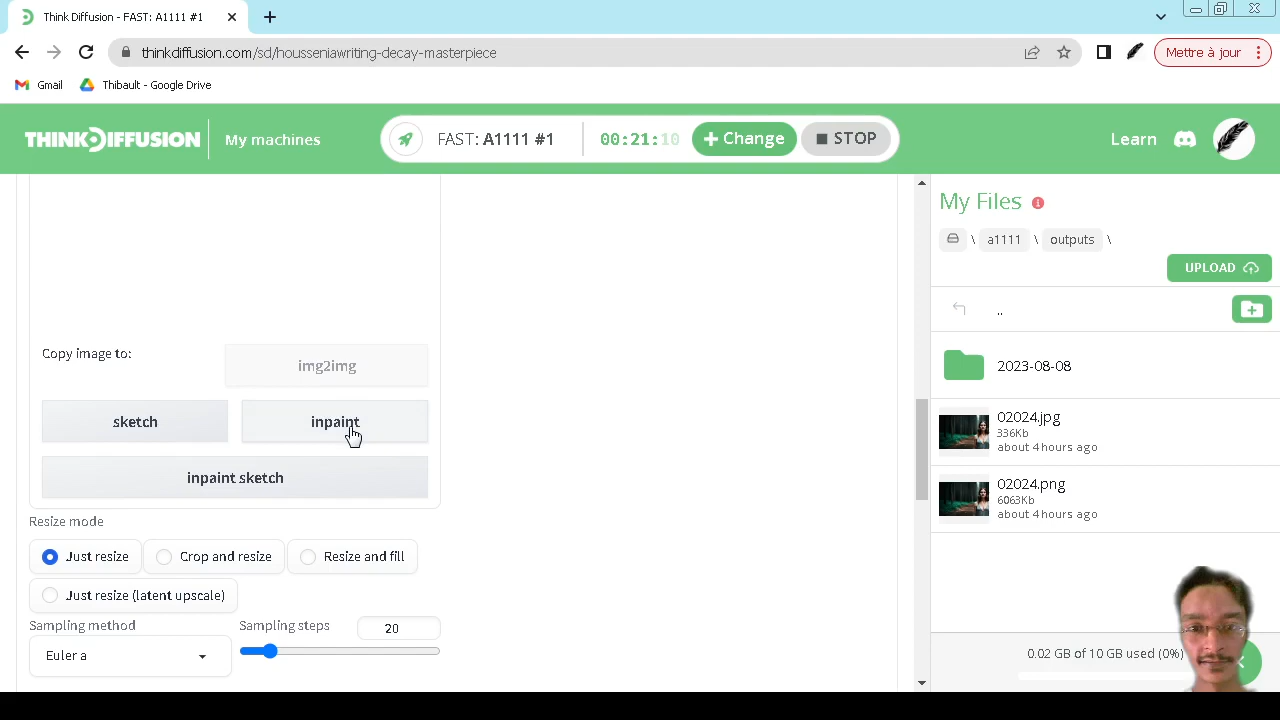 Think Diffusion - FAST: A1111 #1
thinkdiffusion.com/sd/housseniawriting-decay-masterpiece
Mettre à jour
Gmail
Thibault - Google Drive
THINKDIFFUSION
My machines
FAST: A1111 #1
00:21:10
+ Change
STOP
Learn
My Files
\ a1111 \ outputs \
UPLOAD
..
2023-08-08
02024.jpg
336Kb
about 4 hours ago
02024.png
6063Kb
about 4 hours ago
0.02 GB of 10 GB used (0%)
Copy image to:
img2img
sketch
inpaint
inpaint sketch
Resize mode
Just resize
Crop and resize
Resize and fill
Just resize (latent upscale)
Sampling method
Sampling steps
20
Euler a